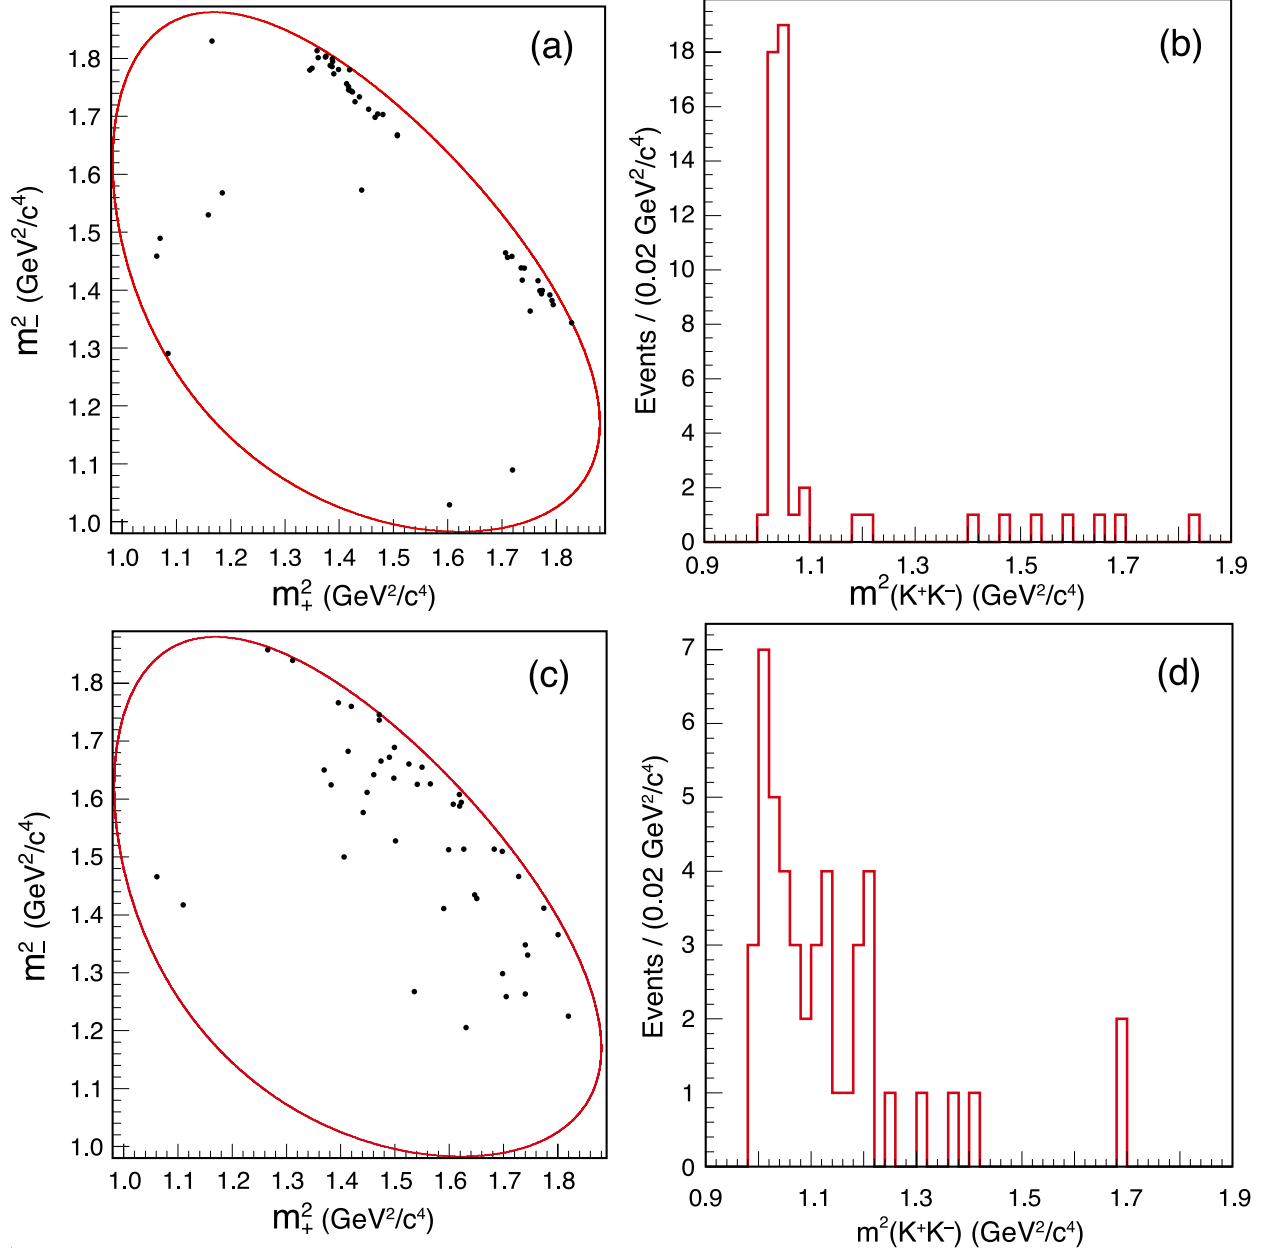 (a)
1.8
1.7
1.6
1.5
1.4
1.3
1.2
1.1
1.0
m²₋ (GeV²/c⁴)
1.0 1.1 1.2 1.3 1.4 1.5 1.6 1.7 1.8
m²₊ (GeV²/c⁴)
(b)
18
16
14
12
10
8
6
4
2
0
Events / (0.02 GeV²/c⁴)
0.9 1.1 1.3 1.5 1.7 1.9
m²(K⁺K⁻) (GeV²/c⁴)
(c)
1.8
1.7
1.6
1.5
1.4
1.3
1.2
1.1
1.0
m²₋ (GeV²/c⁴)
1.0 1.1 1.2 1.3 1.4 1.5 1.6 1.7 1.8
m²₊ (GeV²/c⁴)
(d)
7
6
5
4
3
2
1
0
Events / (0.02 GeV²/c⁴)
0.9 1.1 1.3 1.5 1.7 1.9
m²(K⁺K⁻) (GeV²/c⁴)